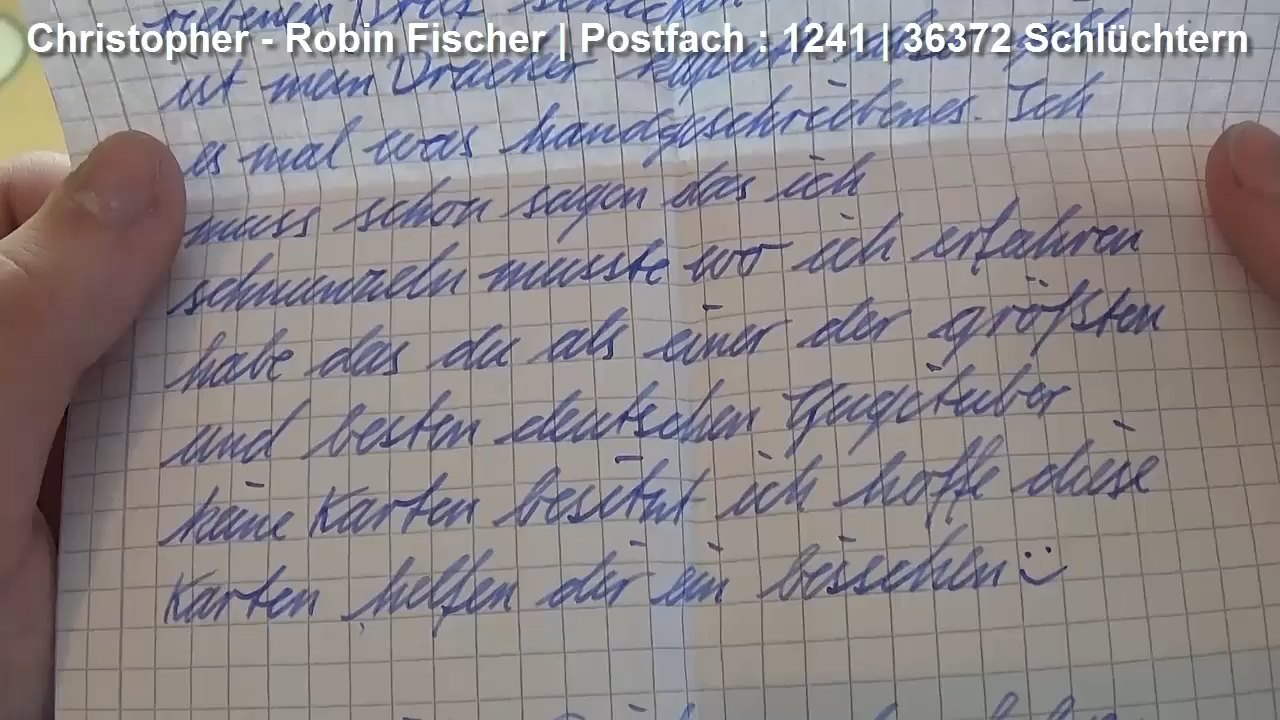 Christopher - Robin Fischer | Postfach : 1241 | 36372 Schlüchtern
ist mein Drucker
es mal was handgeschriebenes. Ich
muss schon sagen das ich
schmunzeln musste wo ich erfahren
habe das du als einer der größten
und besten deutschen Yugituber
keine Karten besitzt ich hoffe diese
Karten helfen dir ein bisschen :)